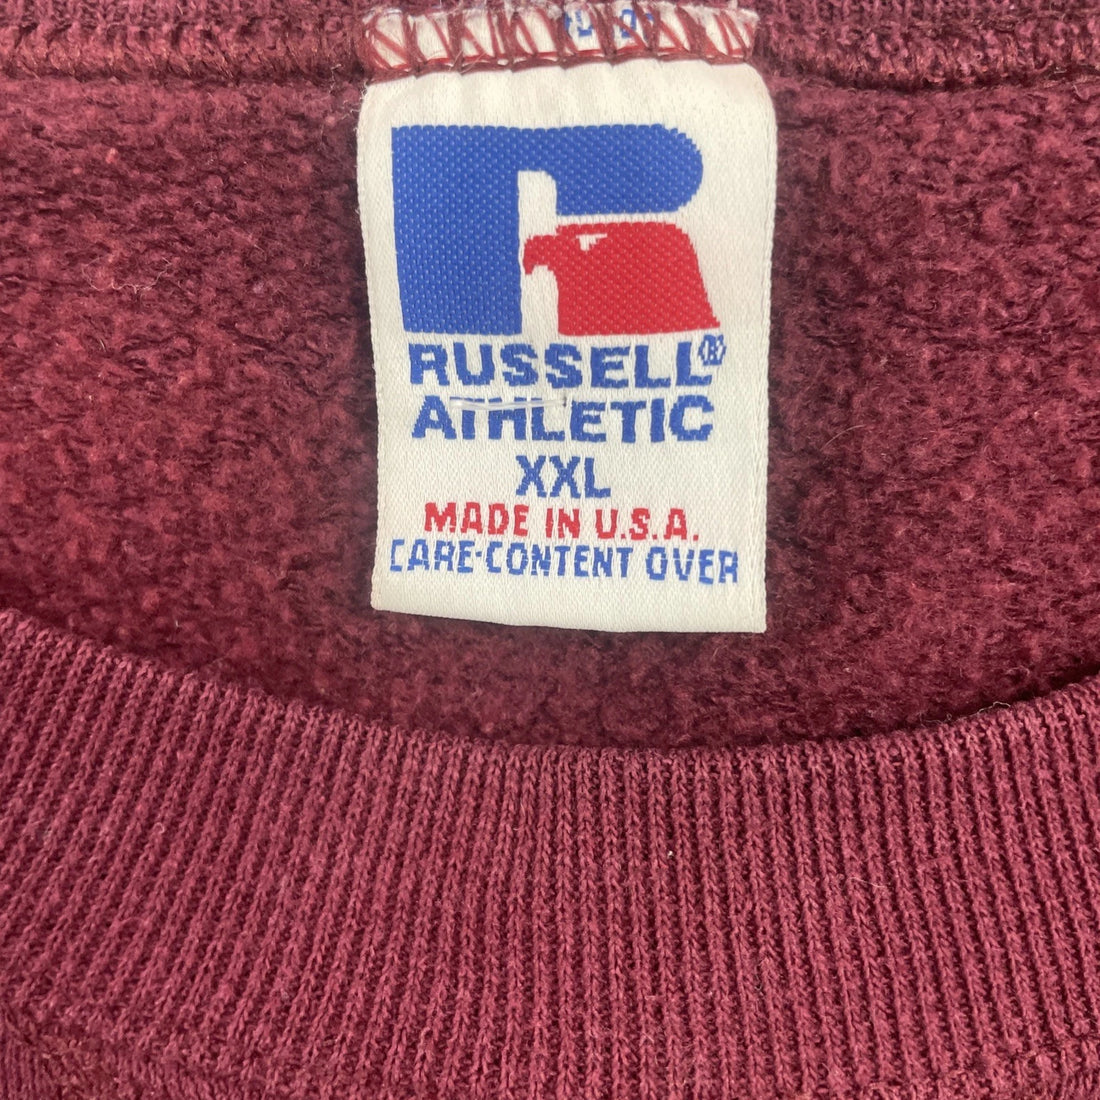 RUSSELL®
ATHLETIC
XXL
MADE IN U.S.A.
CARE-CONTENT OVER